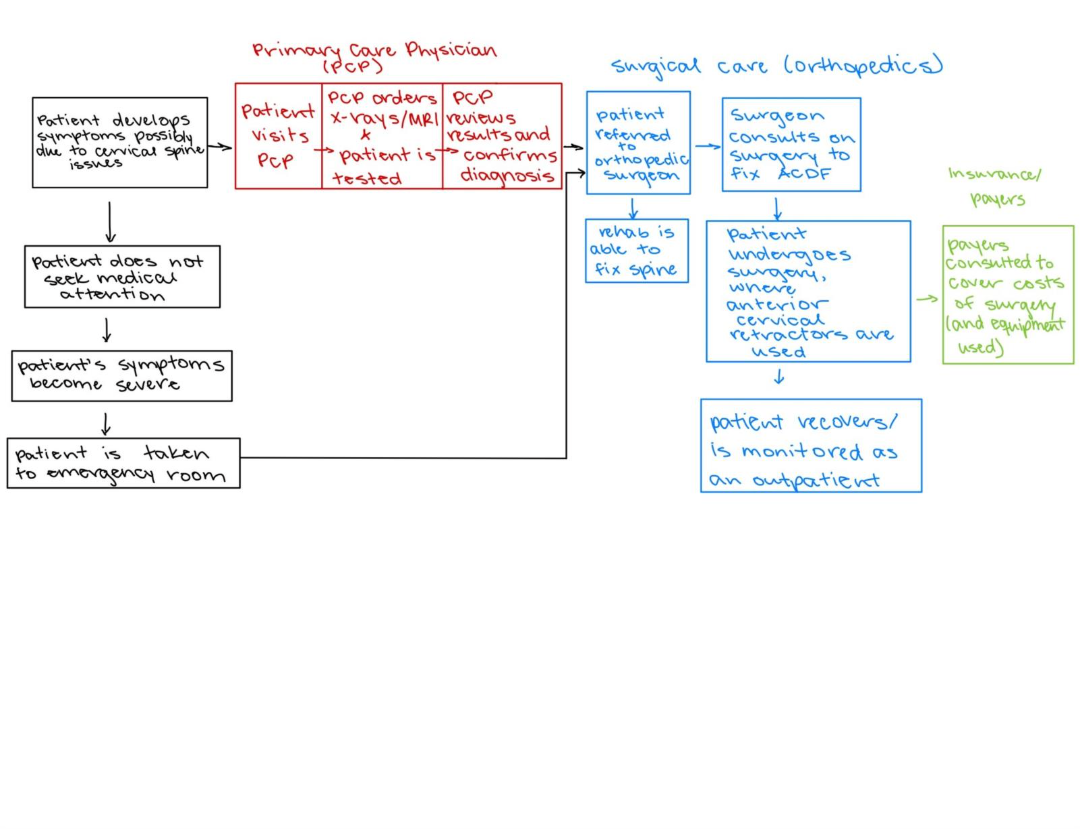 Primary Care Physician
(PCP)
surgical care (orthopedics)
Patient develops
symptoms possibly
due to cervical spine
issues
Patient
visits
PCP
PCP orders
X-rays/MRI
+
patient is
tested
PCP
reviews
results and
confirms
diagnosis
patient
referred
to
orthopedic
surgeon
Surgeon
consults on
surgery to
fix ACDF
Insurance/
payers
patient does not
seek medical
attention
rehab is
able to
fix spine
patient
undergoes
surgery,
where
anterior
cervical
retractors are
used
payers
consulted to
cover costs
of surgery
(and equipment
used)
patient's symptoms
become severe
patient is taken
to emergency room
patient recovers/
is monitored as
an outpatient